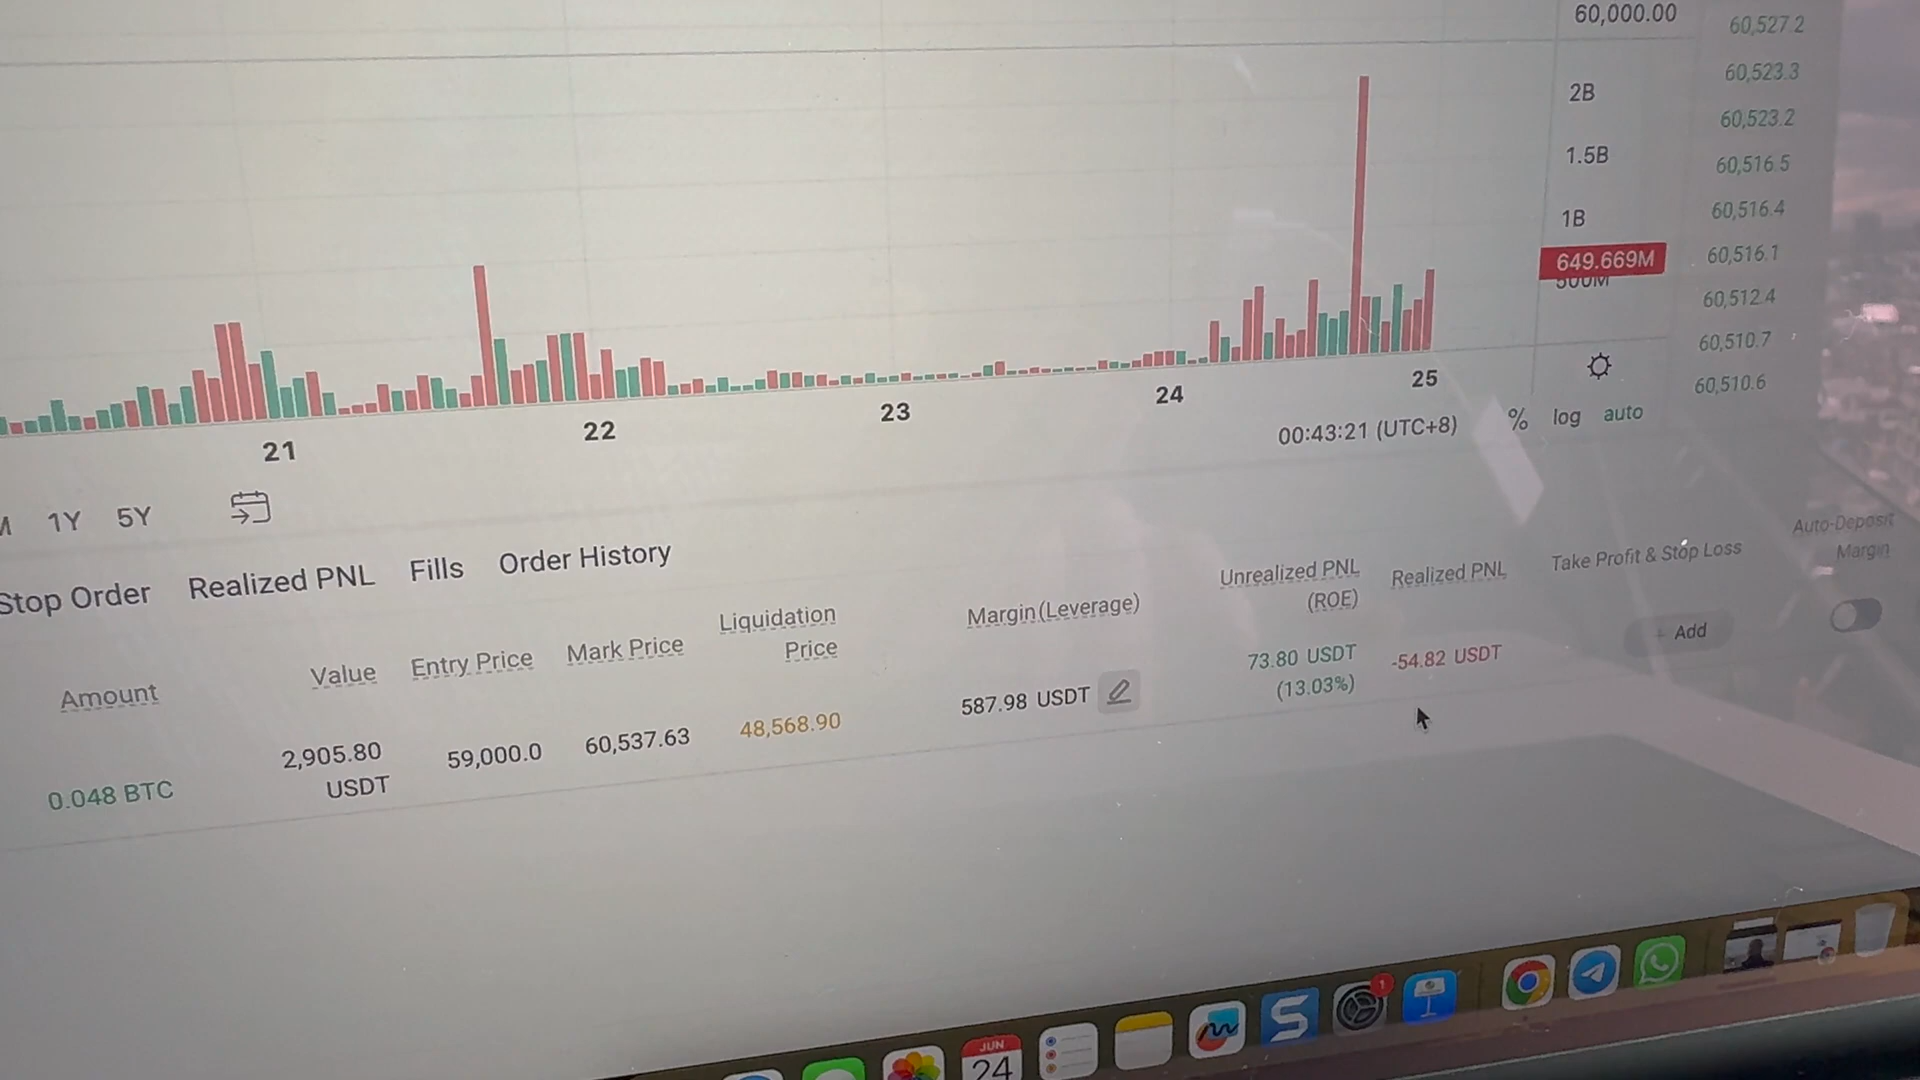 60,000.00
60,527.2
60,523.3
2B
60,523.2
1.5B
60,516.5
1B
60,516.4
649.669M
60,516.1
500M
60,512.4
60,510.7
60,510.6
21
22
23
24
25
00:43:21 (UTC+8)
%
log
auto
1Y
5Y
Stop Order
Realized PNL
Fills
Order History
Amount
Value
Entry Price
Mark Price
Liquidation
Price
Margin(Leverage)
Unrealized PNL
(ROE)
Realized PNL
Take Profit & Stop Loss
Auto-Deposit
Margin
0.048 BTC
2,905.80
USDT
59,000.0
60,537.63
48,568.90
587.98 USDT
73.80 USDT
(13.03%)
-54.82 USDT
+ Add
JUN
24
1